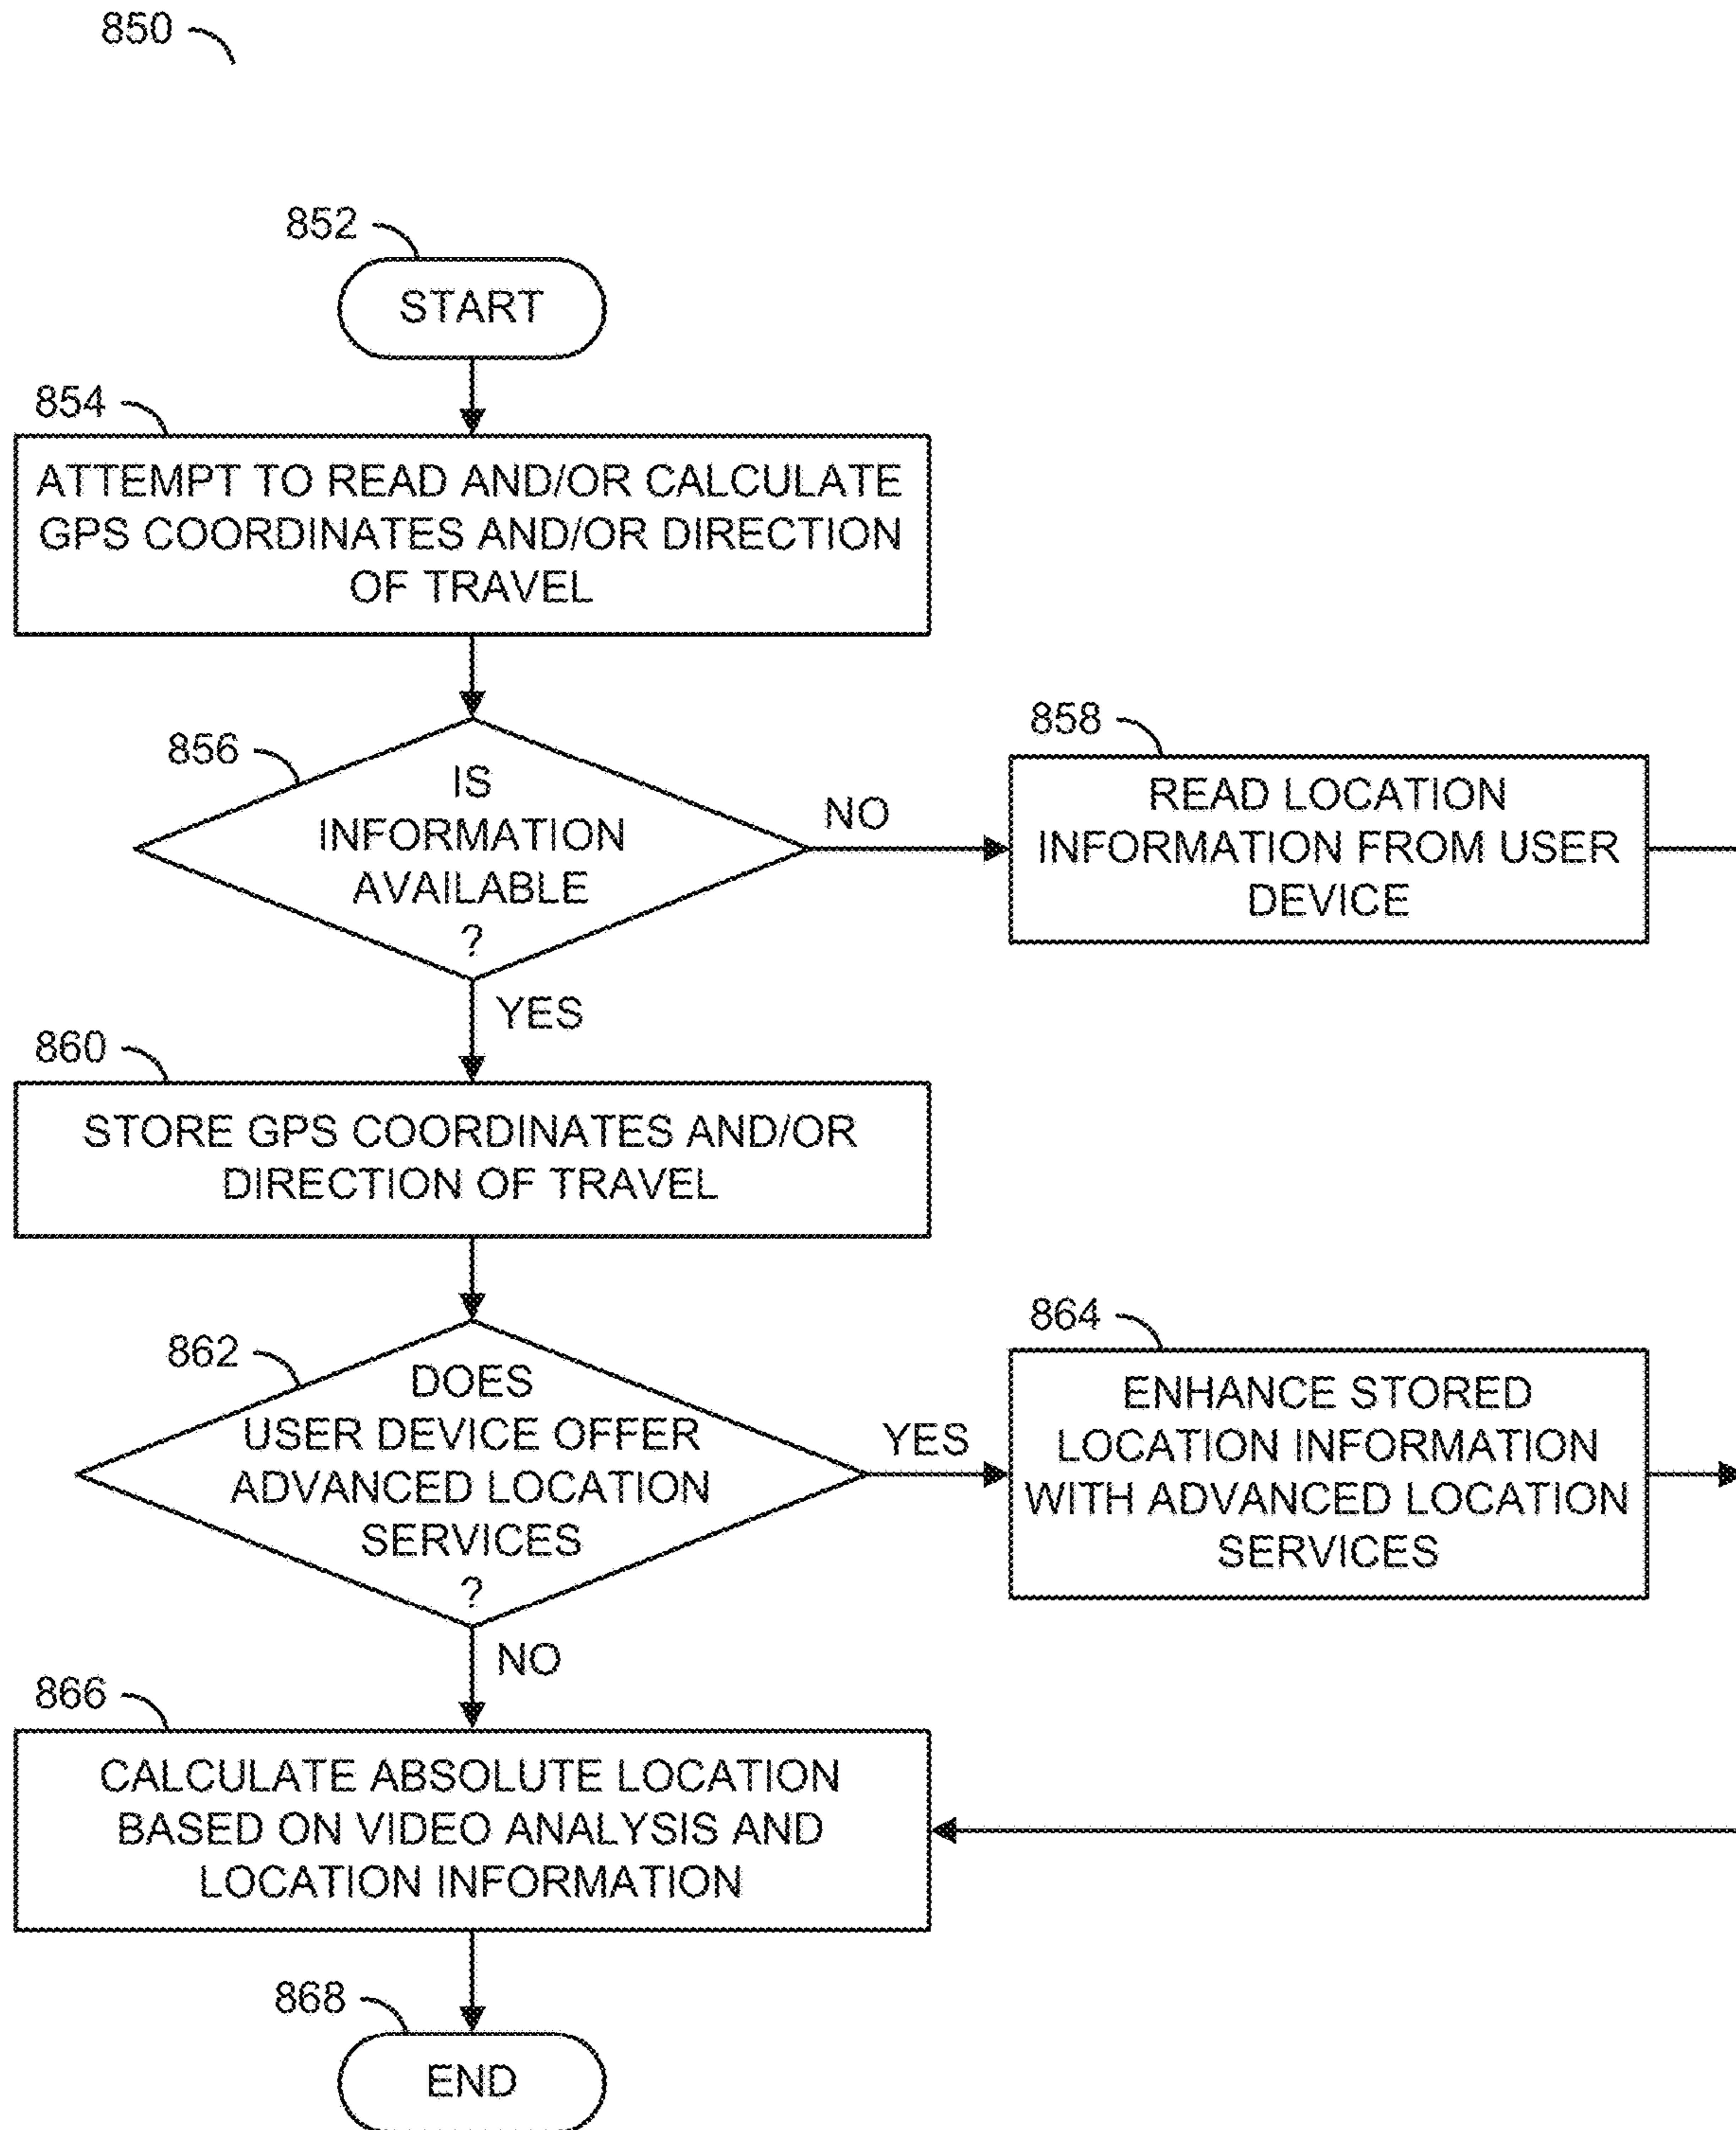 850
852
START
854
ATTEMPT TO READ AND/OR CALCULATE
GPS COORDINATES AND/OR DIRECTION
OF TRAVEL
856
IS
INFORMATION
AVAILABLE
?
NO
858
READ LOCATION
INFORMATION FROM USER
DEVICE
YES
860
STORE GPS COORDINATES AND/OR
DIRECTION OF TRAVEL
862
DOES
USER DEVICE OFFER
ADVANCED LOCATION
SERVICES
?
YES
864
ENHANCE STORED
LOCATION INFORMATION
WITH ADVANCED LOCATION
SERVICES
NO
866
CALCULATE ABSOLUTE LOCATION
BASED ON VIDEO ANALYSIS AND
LOCATION INFORMATION
868
END